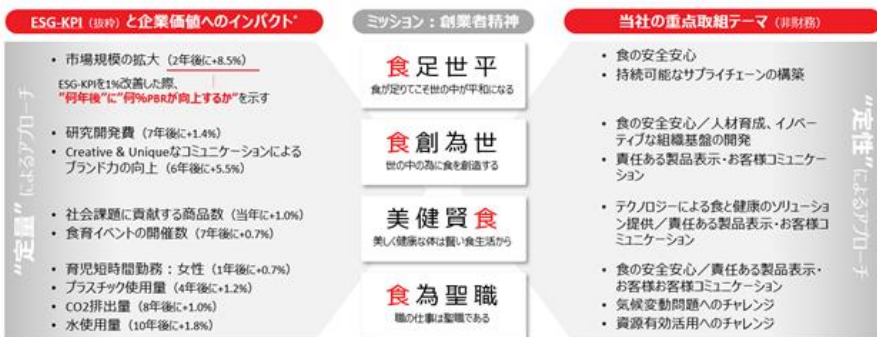 ESG-KPI (抜粋) と企業価値へのインパクト*
ミッション：創業者精神
当社の重点取組テーマ (非財務)
"定量" によるアプローチ
• 市場規模の拡大（2年後に+8.5%）
ESG-KPIを1%改善した際、
"何年後"に"何%PBRが向上するか"を示す
• 研究開発費（7年後に+1.4%）
• Creative & Uniqueなコミュニケーションによる
ブランド力の向上（6年後に+5.5%）
• 社会課題に貢献する商品数（当年に+1.0%）
• 食育イベントの開催数（7年後に+0.7%）
• 育児短時間勤務：女性（1年後に+0.7%）
• プラスチック使用量（4年後に+1.2%）
• CO2排出量（8年後に+1.0%）
• 水使用量（10年後に+1.8%）
食足世平
食が足りてこそ世の中が平和になる
食創為世
世の中の為に食を創造する
美健賢食
美しく健康な体は賢い食生活から
食為聖職
職の仕事は聖職である
• 食の安全安心
• 持続可能なサプライチェーンの構築
• 食の安全安心／人材育成、イノベー
ティブな組織基盤の開発
• 責任ある製品表示・お客様コミュニケー
ション
• テクノロジーによる食と健康のソリューショ
ン提供／責任ある製品表示・お客様コ
ミュニケーション
• 食の安全安心／責任ある製品表示・
お客様お客様コミュニケーション
• 気候変動問題へのチャレンジ
• 資源有効活用へのチャレンジ
"定性" によるアプローチ